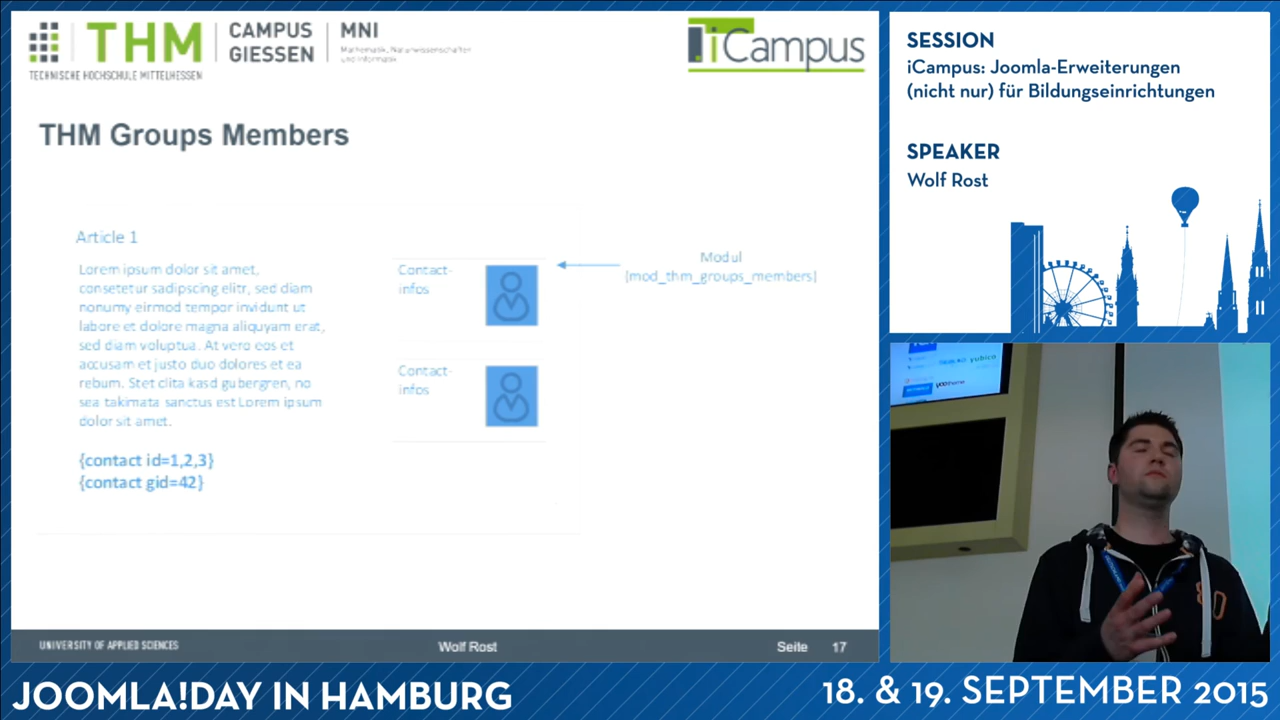 THM
CAMPUS
GIESSEN
MNI
Mathematik, Naturwissenschaften
und Informatik
TECHNISCHE HOCHSCHULE MITTELHESSEN
iCampus
THM Groups Members
Article 1
Lorem ipsum dolor sit amet,
consetetur sadipscing elitr, sed diam
nonumy eirmod tempor invidunt ut
labore et dolore magna aliquyam erat,
sed diam voluptua. At vero eos et
accusam et justo duo dolores et ea
rebum. Stet clita kasd gubergren, no
sea takimata sanctus est Lorem ipsum
dolor sit amet.
{contact id=1,2,3}
{contact gid=42}
Contact-
infos
Contact-
infos
Modul
{mod_thm_groups_members}
UNIVERSITY OF APPLIED SCIENCES
Wolf Rost
Seite 17
SESSION
iCampus: Joomla-Erweiterungen
(nicht nur) für Bildungseinrichtungen
SPEAKER
Wolf Rost
yubico
JOOMLA!DAY IN HAMBURG
18. & 19. SEPTEMBER 2015